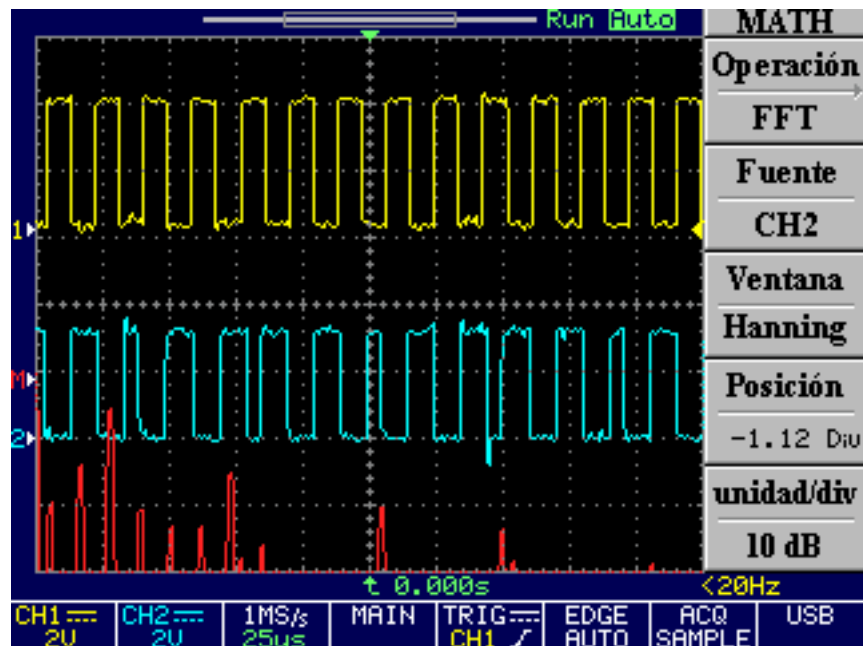 Run Auto
MATH
Operación
FFT
Fuente
CH2
Ventana
Hanning
Posición
-1.12 Div
unidad/div
10 dB
1
M
2
0.000s
<20Hz
CH1 CH2 1MS/s MAIN TRIG EDGE ACQ USB
2V 2V 25us CH1 AUTO SAMPLE